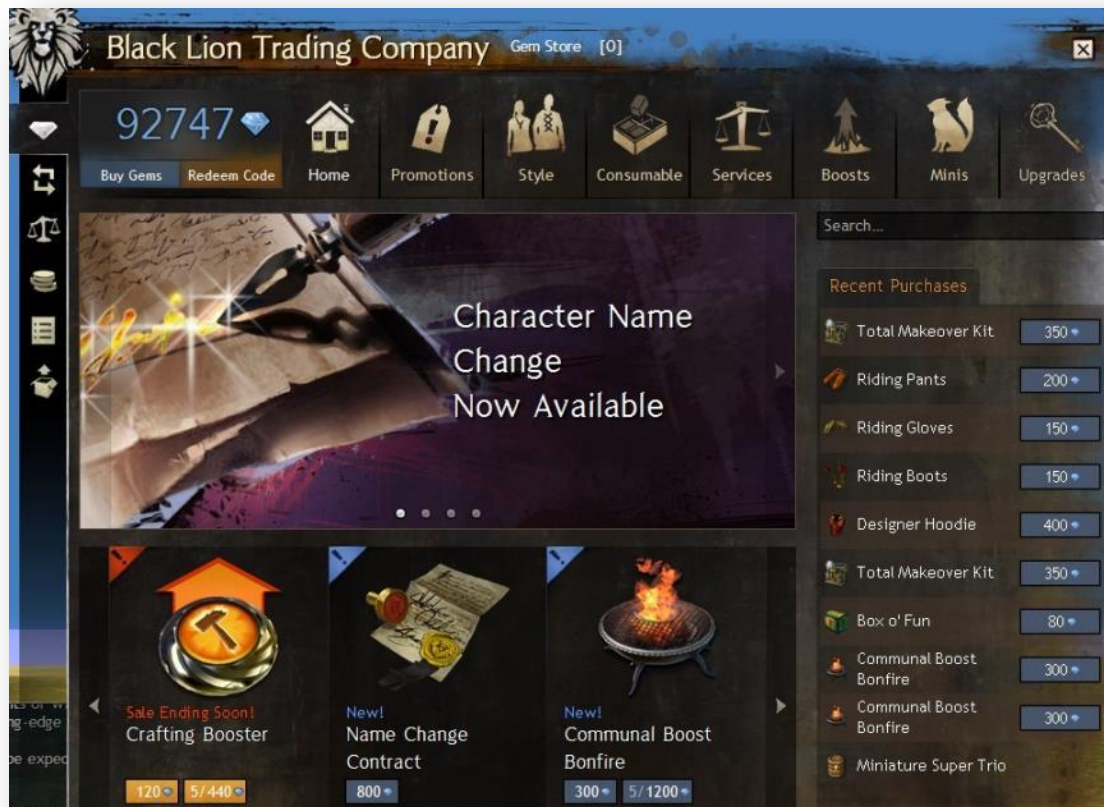 Black Lion Trading Company Gem Store [0]
92747
Buy Gems Redeem Code
Home Promotions Style Consumable Services Boosts Minis Upgrades
Search...
Character Name
Change
Now Available
Recent Purchases
Total Makeover Kit 350
Riding Pants 200
Riding Gloves 150
Riding Boots 150
Designer Hoodie 400
Total Makeover Kit 350
Box o' Fun 80
Communal Boost
Bonfire 300
Communal Boost
Bonfire 300
Miniature Super Trio
Sale Ending Soon!
Crafting Booster
120 5/440
New!
Name Change
Contract
800
New!
Communal Boost
Bonfire
300 5/1200
ng-edge